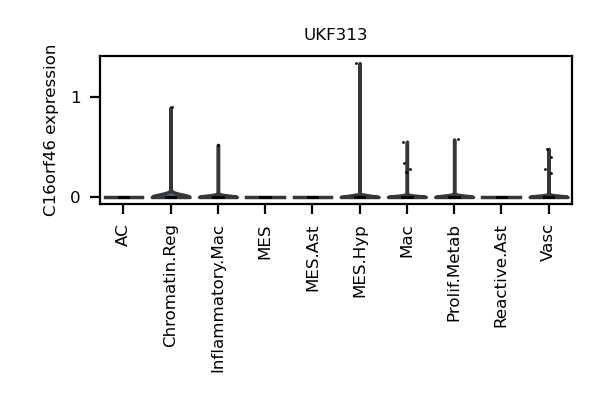 UKF313
C16orf46 expression
1
0
AC
Chromatin.Reg
Inflammatory.Mac
MES
MES.Ast
MES.Hyp
Mac
Prolif.Metab
Reactive.Ast
Vasc